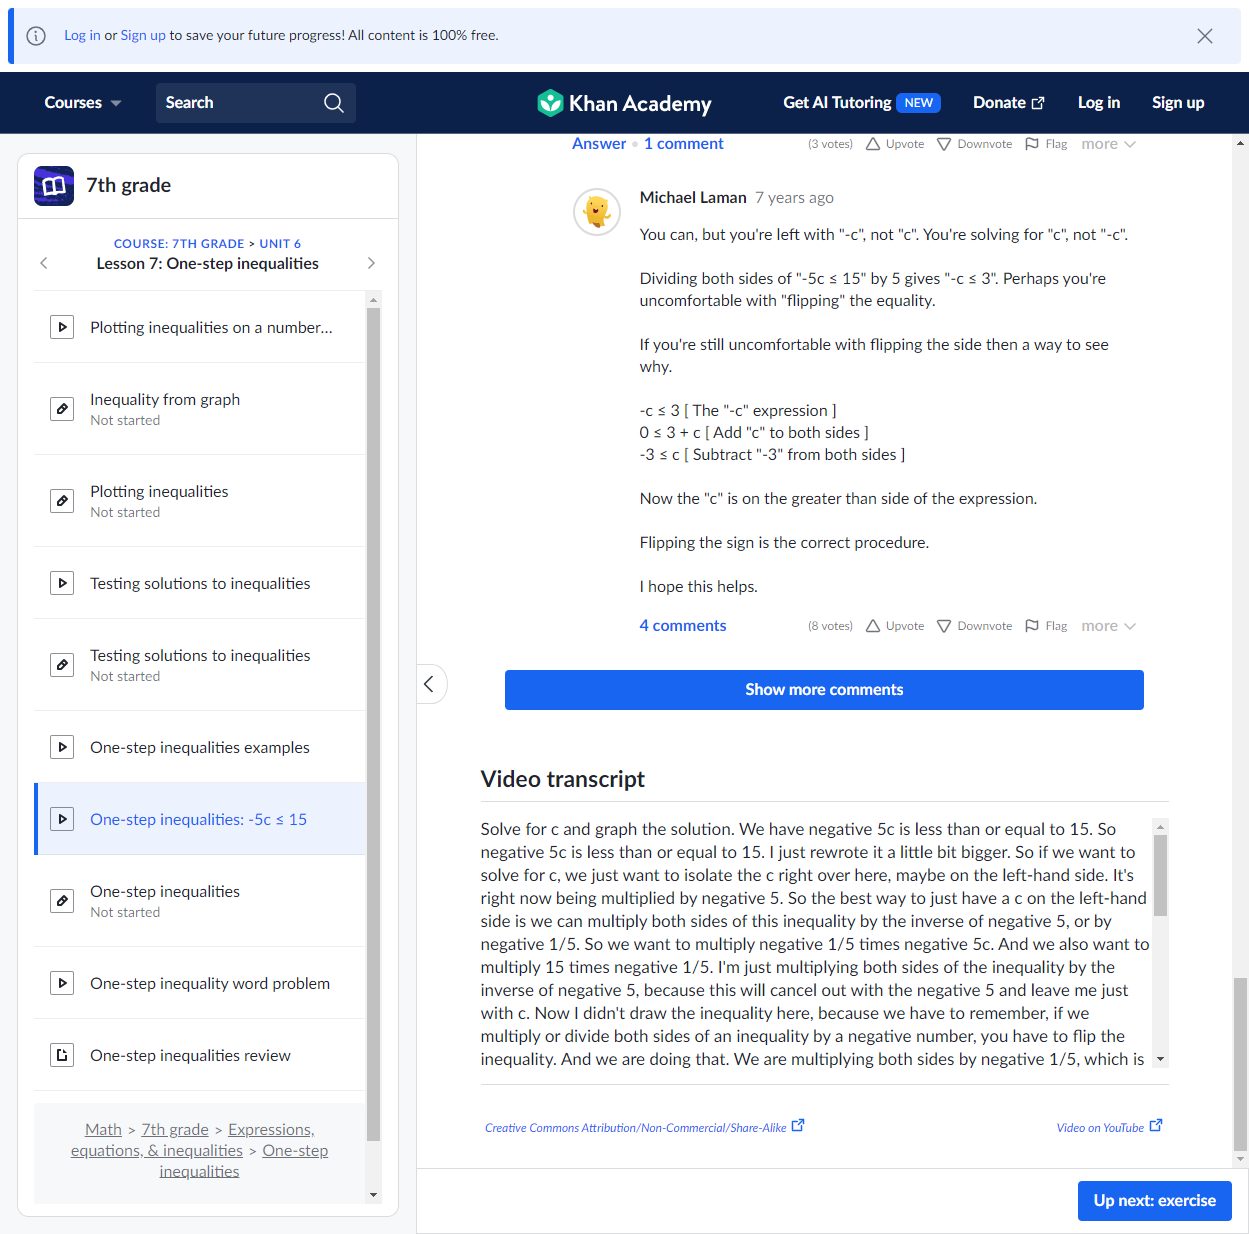 Log in or Sign up to save your future progress! All content is 100% free.
Courses
Search
Khan Academy
Get AI Tutoring NEW
Donate
Log in
Sign up
7th grade
COURSE: 7TH GRADE > UNIT 6
Lesson 7: One-step inequalities
Plotting inequalities on a number...
Inequality from graph
Not started
Plotting inequalities
Not started
Testing solutions to inequalities
Testing solutions to inequalities
Not started
One-step inequalities examples
One-step inequalities: -5c ≤ 15
One-step inequalities
Not started
One-step inequality word problem
One-step inequalities review
Math > 7th grade > Expressions,
equations, & inequalities > One-step
inequalities
Answer • 1 comment (3 votes) Upvote Downvote Flag more
Michael Laman 7 years ago
You can, but you're left with "-c", not "c". You're solving for "c", not "-c".
Dividing both sides of "-5c ≤ 15" by 5 gives "-c ≤ 3". Perhaps you're
uncomfortable with "flipping" the equality.
If you're still uncomfortable with flipping the side then a way to see
why.
-c ≤ 3 [ The "-c" expression ]
0 ≤ 3 + c [ Add "c" to both sides ]
-3 ≤ c [ Subtract "-3" from both sides ]
Now the "c" is on the greater than side of the expression.
Flipping the sign is the correct procedure.
I hope this helps.
4 comments (8 votes) Upvote Downvote Flag more
Show more comments
Video transcript
Solve for c and graph the solution. We have negative 5c is less than or equal to 15. So
negative 5c is less than or equal to 15. I just rewrote it a little bit bigger. So if we want to
solve for c, we just want to isolate the c right over here, maybe on the left-hand side. It's
right now being multiplied by negative 5. So the best way to just have a c on the left-hand
side is we can multiply both sides of this inequality by the inverse of negative 5, or by
negative 1/5. So we want to multiply negative 1/5 times negative 5c. And we also want to
multiply 15 times negative 1/5. I'm just multiplying both sides of the inequality by the
inverse of negative 5, because this will cancel out with the negative 5 and leave me just
with c. Now I didn't draw the inequality here, because we have to remember, if we
multiply or divide both sides of an inequality by a negative number, you have to flip the
inequality. And we are doing that. We are multiplying both sides by negative 1/5, which is
Creative Commons Attribution/Non-Commercial/Share-Alike
Video on YouTube
Up next: exercise